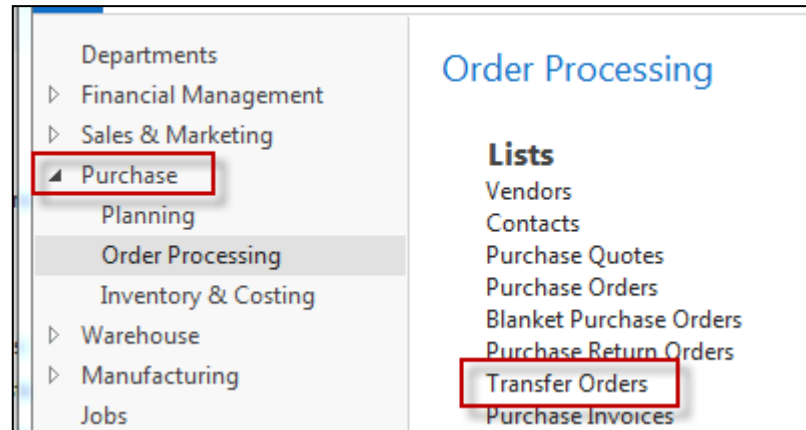 Departments
Financial Management
Sales & Marketing
Purchase
Planning
Order Processing
Inventory & Costing
Warehouse
Manufacturing
Jobs
Order Processing
Lists
Vendors
Contacts
Purchase Quotes
Purchase Orders
Blanket Purchase Orders
Purchase Return Orders
Transfer Orders
Purchase Invoices